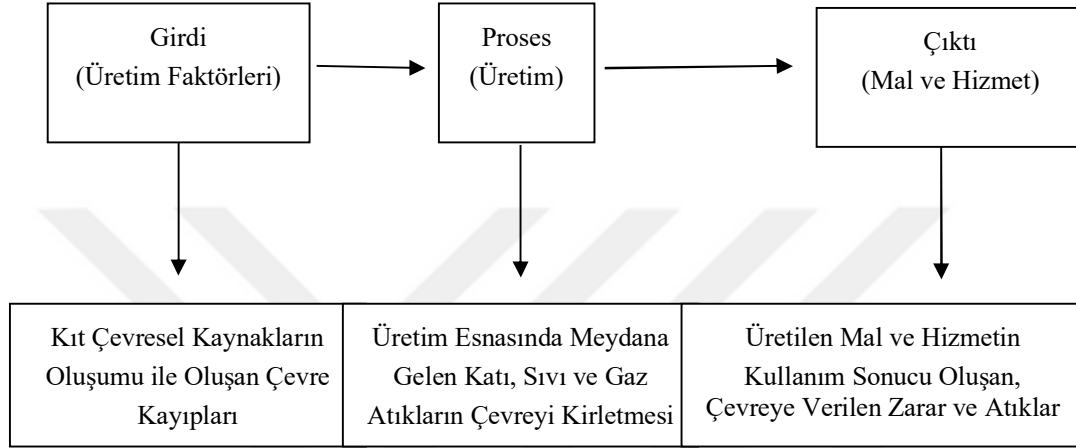 Girdi
(Üretim Faktörleri)
Proses
(Üretim)
Çıktı
(Mal ve Hizmet)
Kıt Çevresel Kaynakların
Oluşumu ile Oluşan Çevre
Kayıpları
Üretim Esnasında Meydana
Gelen Katı, Sıvı ve Gaz
Atıkların Çevreyi Kirletmesi
Üretilen Mal ve Hizmetin
Kullanım Sonucu Oluşan,
Çevreye Verilen Zarar ve Atıklar